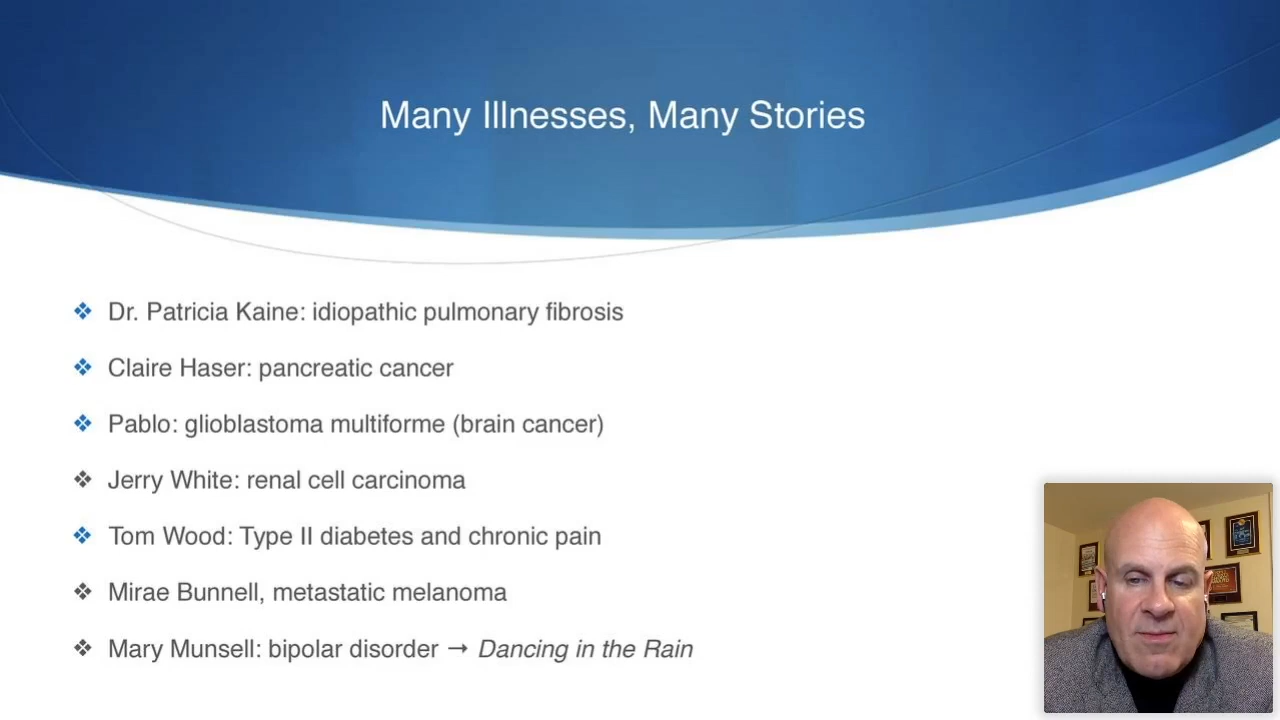 Many Illnesses, Many Stories
Dr. Patricia Kaine: idiopathic pulmonary fibrosis
Claire Haser: pancreatic cancer
Pablo: glioblastoma multiforme (brain cancer)
Jerry White: renal cell carcinoma
Tom Wood: Type II diabetes and chronic pain
Mirae Bunnell, metastatic melanoma
Mary Munsell: bipolar disorder → Dancing in the Rain